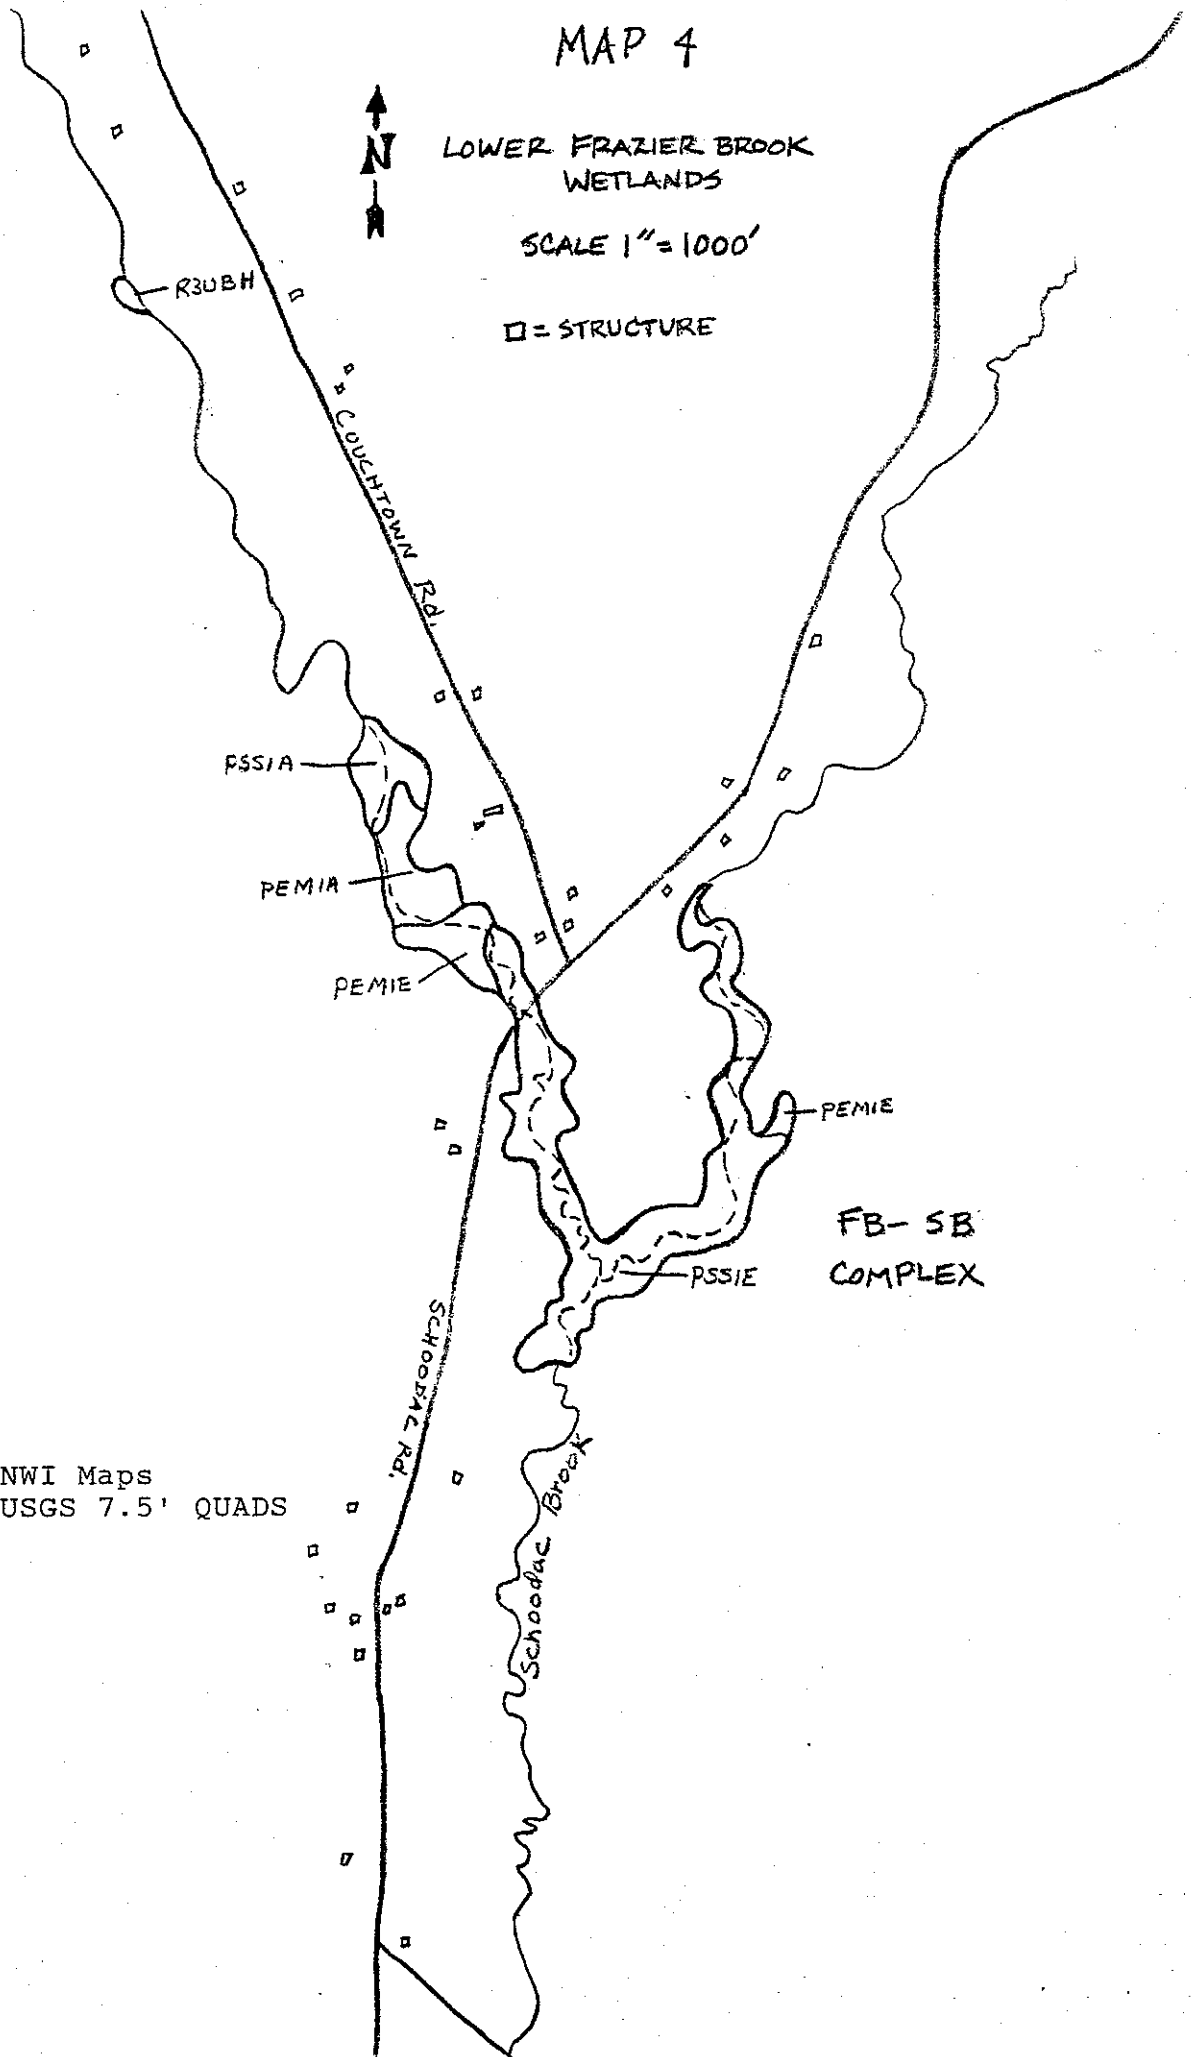 MAP 4
N
LOWER FRAZIER BROOK
WETLANDS
SCALE 1" = 1000'
R3UBH
□ = STRUCTURE
COUCHTOWN Rd.
PSS1A
PEM1A
PEM1E
PEM1E
FB- SB
COMPLEX
PSS1E
SCHOODAC Rd.
NWI Maps
USGS 7.5' QUADS
Schoodac Brook